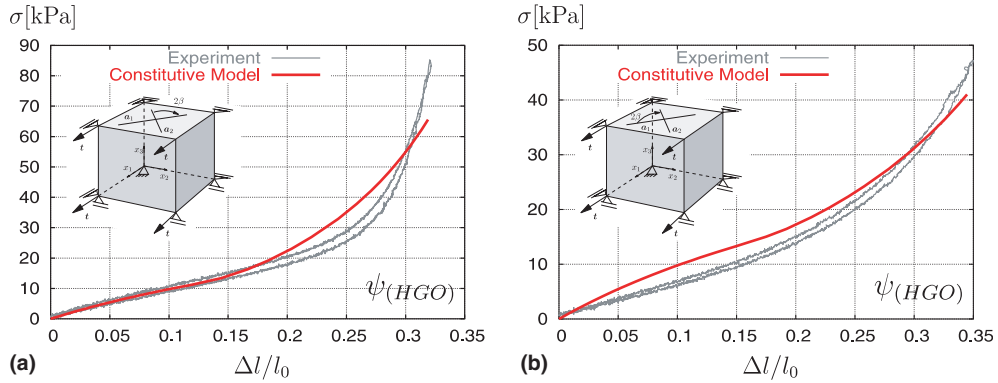 σ[kPa]
90
80
70
60
50
40
30
20
10
0
Experiment
Constitutive Model
2β
a₁
a₂
x₃
x₁
x₂
t
t
t
t
ψ(HGO)
0
0.05
0.1
0.15
0.2
0.25
0.3
0.35
(a)
Δl/l₀
σ[kPa]
50
40
30
20
10
0
Experiment
Constitutive Model
2β
a₁
a₂
x₃
x₁
x₂
t
t
t
t
ψ(HGO)
0
0.05
0.1
0.15
0.2
0.25
0.3
0.35
(b)
Δl/l₀